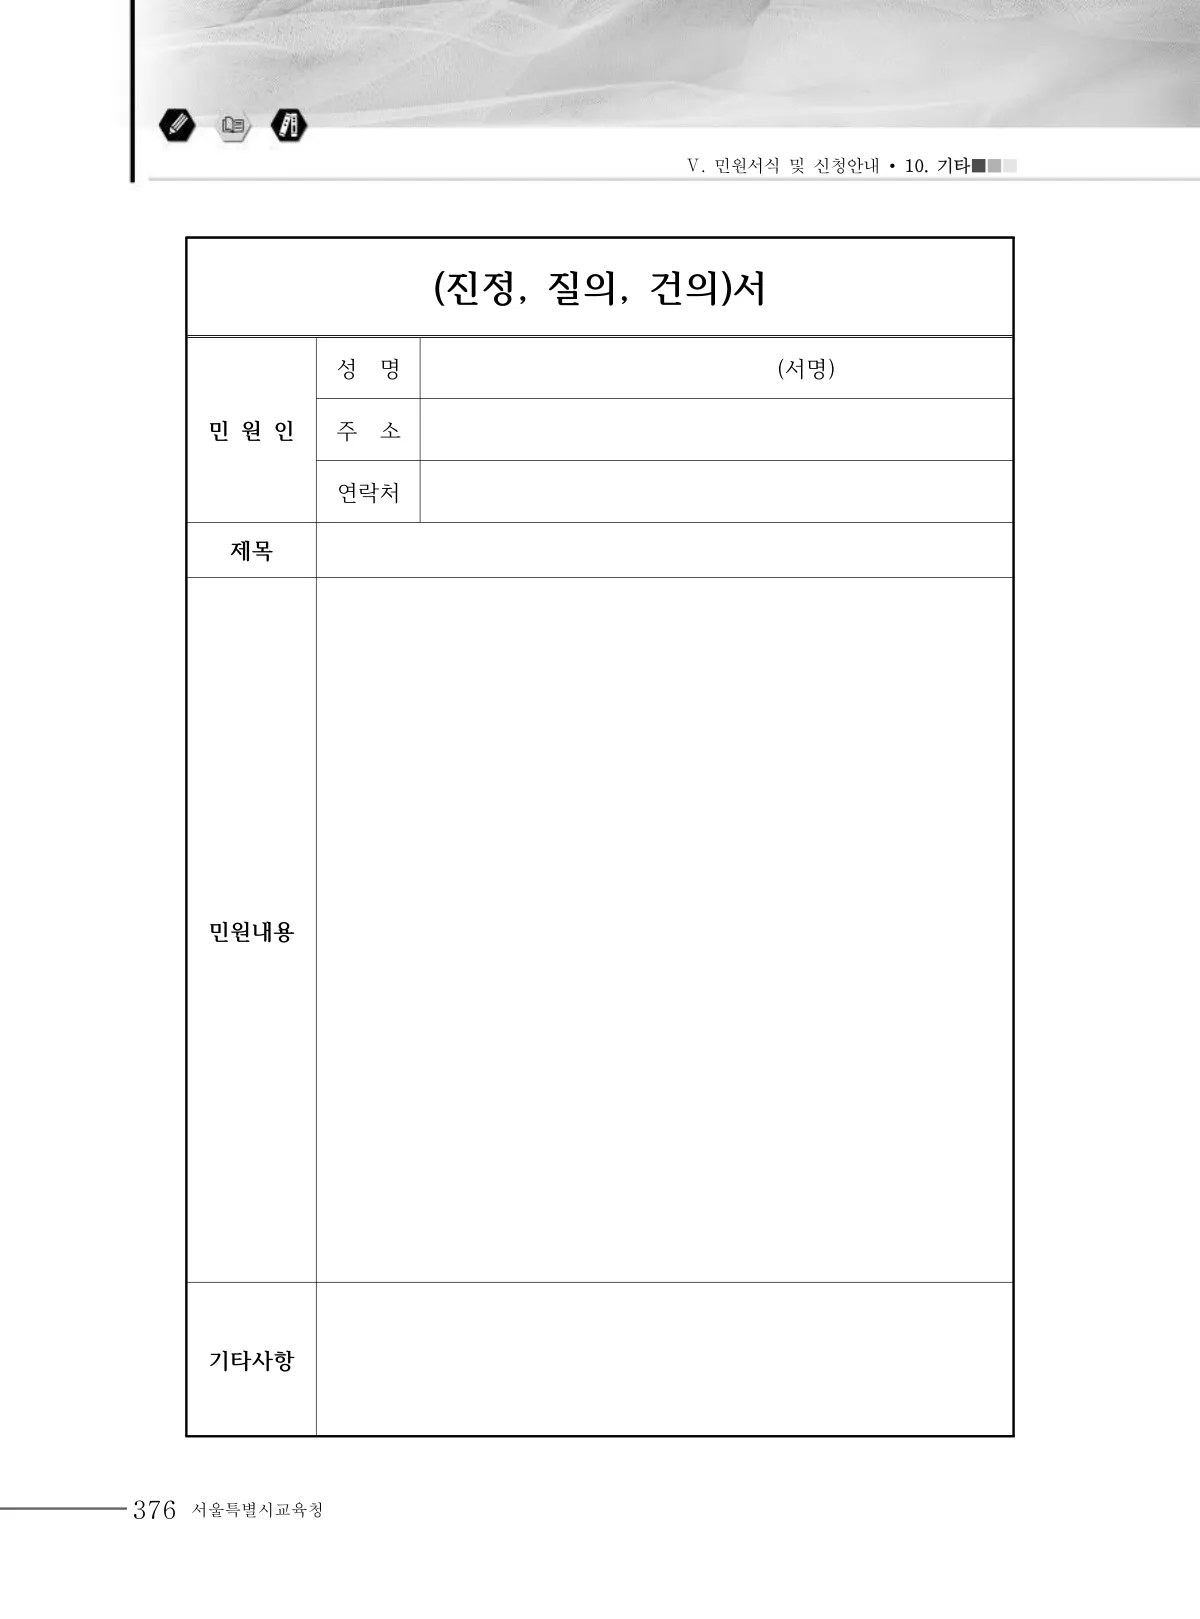 Ⅴ. 민원서식 및 신청안내 • 10. 기타
(진정, 질의, 건의)서
민 원 인
성 명
(서명)
주 소
연락처
제목
민원내용
기타사항
376 서울특별시교육청